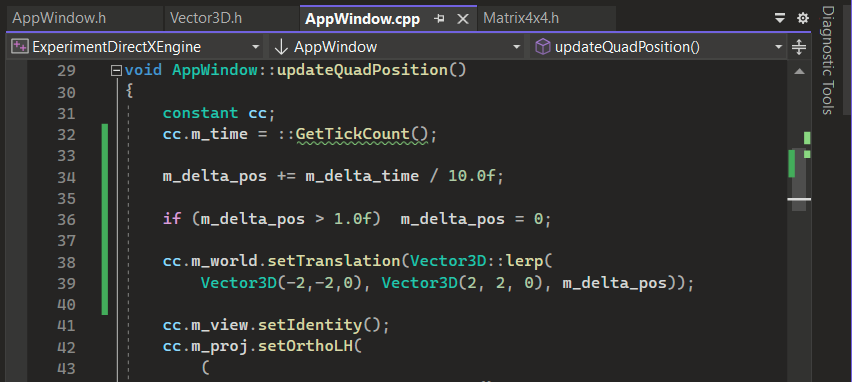 AppWindow.h Vector3D.h AppWindow.cpp Matrix4x4.h
ExperimentDirectXEngine AppWindow updateQuadPosition()
Diagnostic Tools
29 void AppWindow::updateQuadPosition()
30 {
31 constant cc;
32 cc.m_time = ::GetTickCount();
33
34 m_delta_pos += m_delta_time / 10.0f;
35
36 if (m_delta_pos > 1.0f)  m_delta_pos = 0;
37
38 cc.m_world.setTranslation(Vector3D::lerp(
39 Vector3D(-2,-2,0), Vector3D(2, 2, 0), m_delta_pos));
40
41 cc.m_view.setIdentity();
42 cc.m_proj.setOrthoLH(
43 (